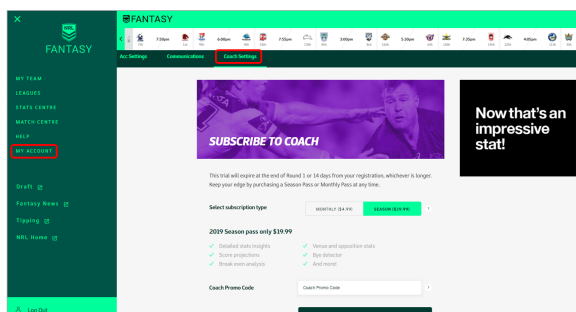 NRL
FANTASY
MY TEAM
LEAGUES
STATS CENTRE
MATCH CENTRE
HELP
MY ACCOUNT
Draft
Fantasy News
Tipping
NRL Home
Log Out
FANTASY
7:50pm 6:00pm 7:55pm 3:00pm 5:30pm 7:35pm 4:05pm
Acc Settings Communications Coach Settings
SUBSCRIBE TO COACH
Now that's an
impressive
stat!
This trial will expire at the end of Round 1 or 14 days from your registration, whichever is longer.
Keep your edge by purchasing a Season Pass or Monthly Pass at any time.
Select subscription type MONTHLY ($4.99) SEASON ($19.99) ?
2019 Season pass only $19.99
Detailed stats insights Venue and opposition stats
Score projections Bye detector
Break even analysis And more!
Coach Promo Code Coach Promo Code ?